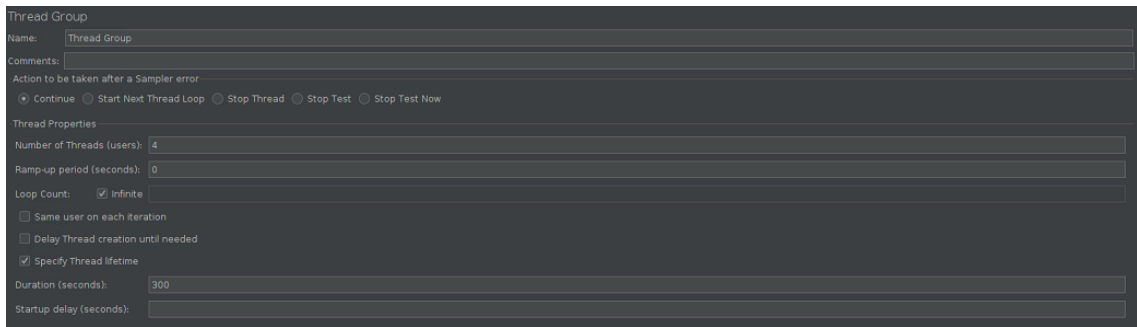 Thread Group
Name: Thread Group
Comments:
Action to be taken after a Sampler error
Continue Start Next Thread Loop Stop Thread Stop Test Stop Test Now
Thread Properties
Number of Threads (users): 4
Ramp-up period (seconds): 0
Loop Count: Infinite
Same user on each iteration
Delay Thread creation until needed
Specify Thread lifetime
Duration (seconds): 300
Startup delay (seconds):